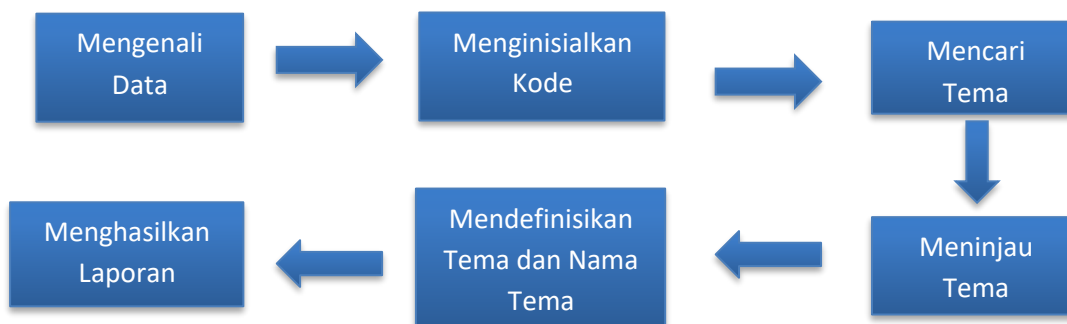 Mengenali
Data
Menginisialkan
Kode
Mencari
Tema
Meninjau
Tema
Mendefinisikan
Tema dan Nama
Tema
Menghasilkan
Laporan